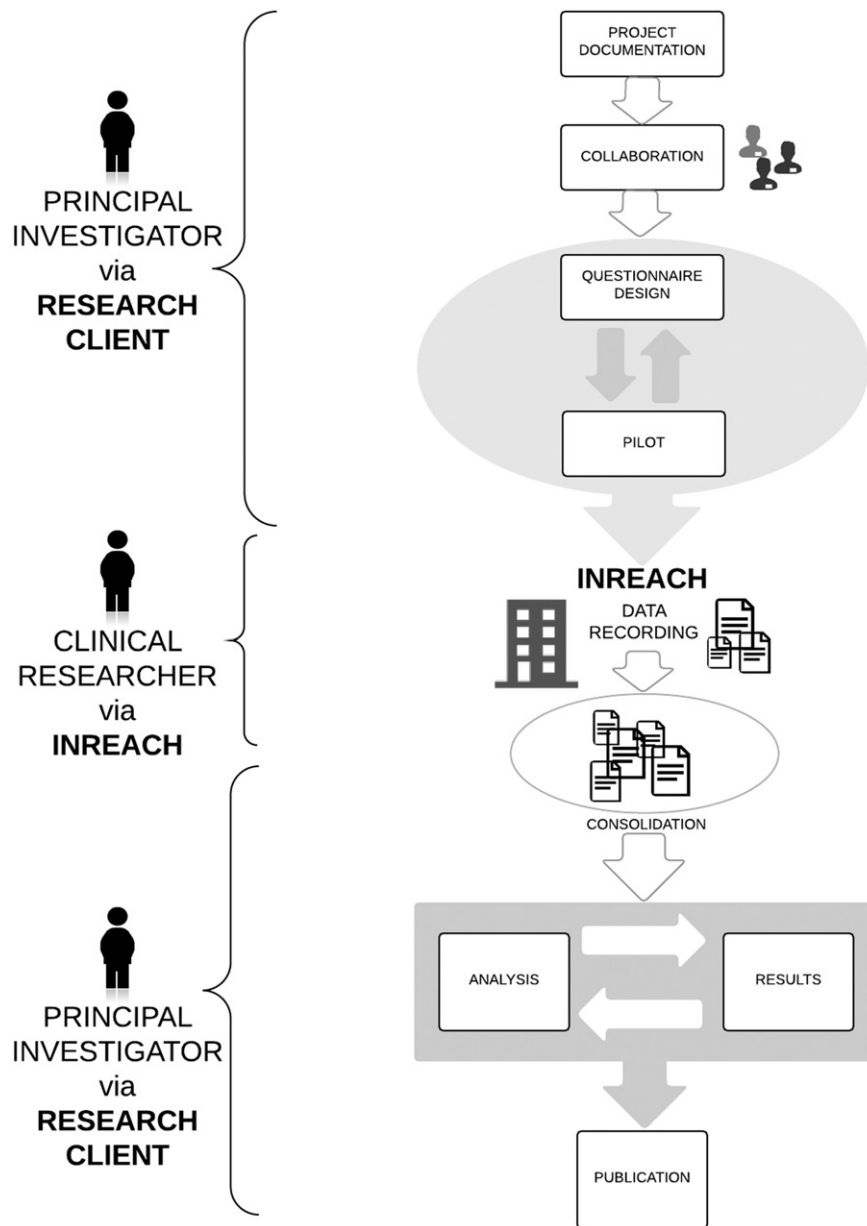 PROJECT
DOCUMENTATION
COLLABORATION
PRINCIPAL
INVESTIGATOR
via
RESEARCH
CLIENT
QUESTIONNAIRE
DESIGN
PILOT
INREACH
DATA
RECORDING
CLINICAL
RESEARCHER
via
INREACH
CONSOLIDATION
ANALYSIS
RESULTS
PRINCIPAL
INVESTIGATOR
via
RESEARCH
CLIENT
PUBLICATION